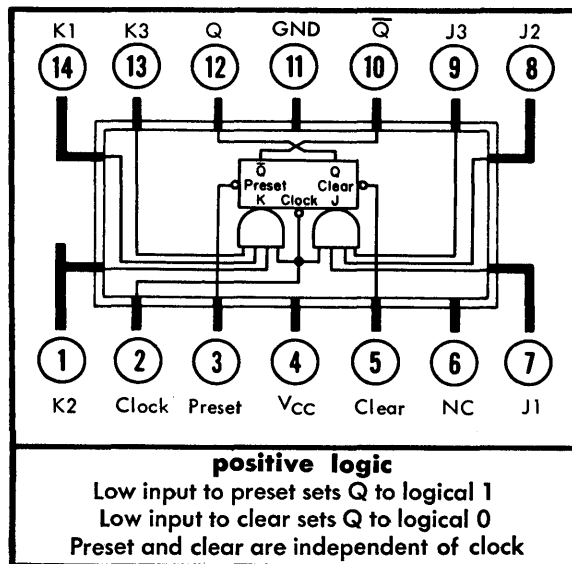 K1 K3 Q GND Q̅ J3 J2
14 13 12 11 10 9 8
Q̅ Q
Preset Clear
K Clock J
1 2 3 4 5 6 7
K2 Clock Preset VCC Clear NC J1
positive logic
Low input to preset sets Q to logical 1
Low input to clear sets Q to logical 0
Preset and clear are independent of clock